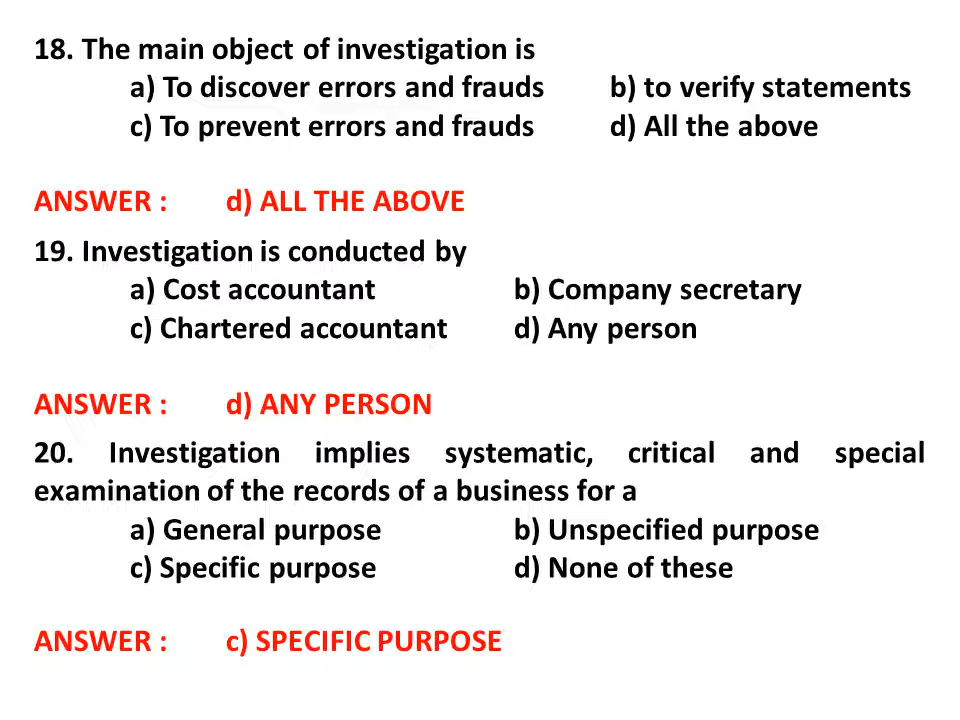 18. The main object of investigation is
a) To discover errors and frauds b) to verify statements
c) To prevent errors and frauds d) All the above
ANSWER : d) ALL THE ABOVE
19. Investigation is conducted by
a) Cost accountant b) Company secretary
c) Chartered accountant d) Any person
ANSWER : d) ANY PERSON
20. Investigation implies systematic, critical and special
examination of the records of a business for a
a) General purpose b) Unspecified purpose
c) Specific purpose d) None of these
ANSWER : c) SPECIFIC PURPOSE